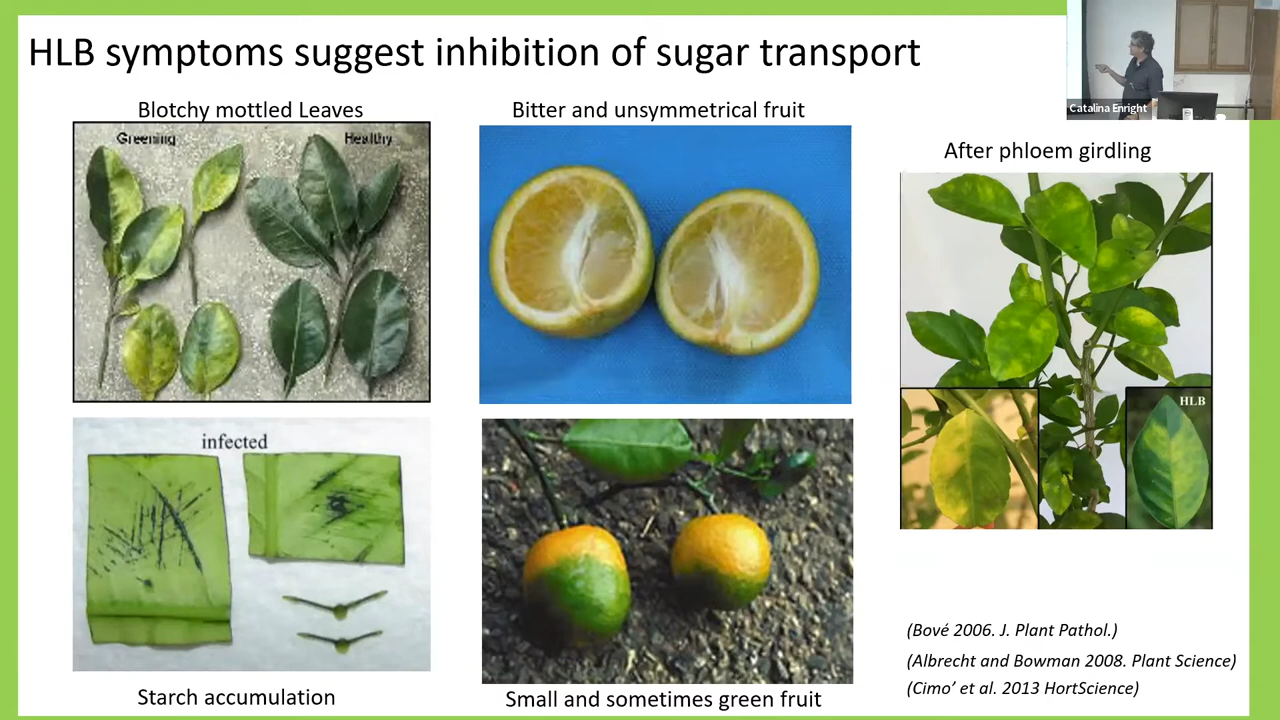 HLB symptoms suggest inhibition of sugar transport
Catalina Enright
Blotchy mottled Leaves
Greening
Healthy
Bitter and unsymmetrical fruit
After phloem girdling
HLB
infected
Starch accumulation
Small and sometimes green fruit
(Bové 2006. J. Plant Pathol.)
(Albrecht and Bowman 2008. Plant Science)
(Cimo’ et al. 2013 HortScience)